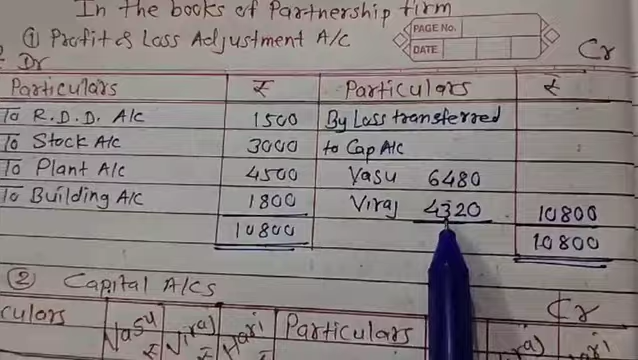 In the books of Partnership firm
① Profit & Loss Adjustment A/C
PAGE No.
DATE
Dr Cr
Particulars ₹ Particulars ₹
To R.D.D. A/c 1500 By Loss transferred
To Stock A/c 3000 to Cap A/c
To Plant A/c 4500 Vasu 6480
To Building A/c 1800 Viraj 4320 10800
10800 10800
② Capital A/Cs
Cr
culars Vasu ₹ Viraj ₹ Hari ₹ Particulars